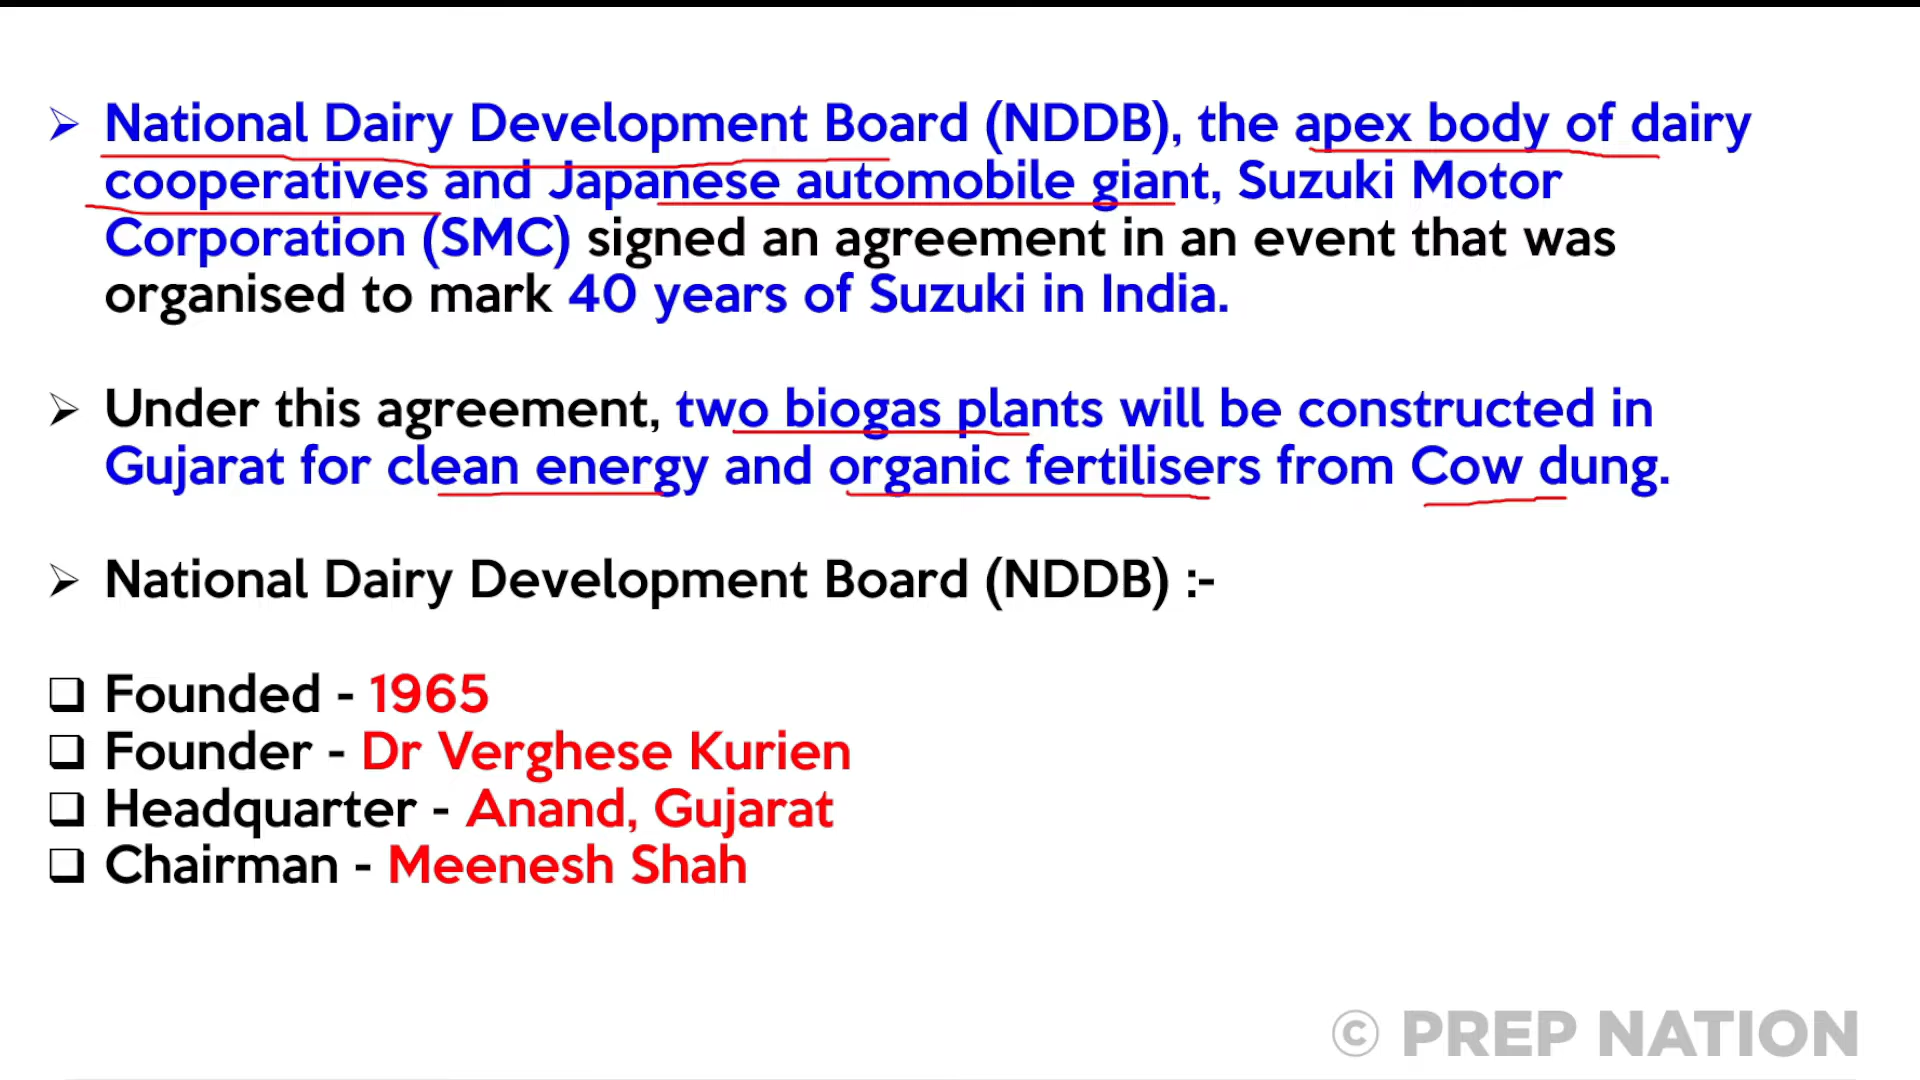 ➢ National Dairy Development Board (NDDB), the apex body of dairy
cooperatives and Japanese automobile giant, Suzuki Motor
Corporation (SMC) signed an agreement in an event that was
organised to mark 40 years of Suzuki in India.
➢ Under this agreement, two biogas plants will be constructed in
Gujarat for clean energy and organic fertilisers from Cow dung.
➢ National Dairy Development Board (NDDB) :-
❑ Founded - 1965
❑ Founder - Dr Verghese Kurien
❑ Headquarter - Anand, Gujarat
❑ Chairman - Meenesh Shah
© PREP NATION